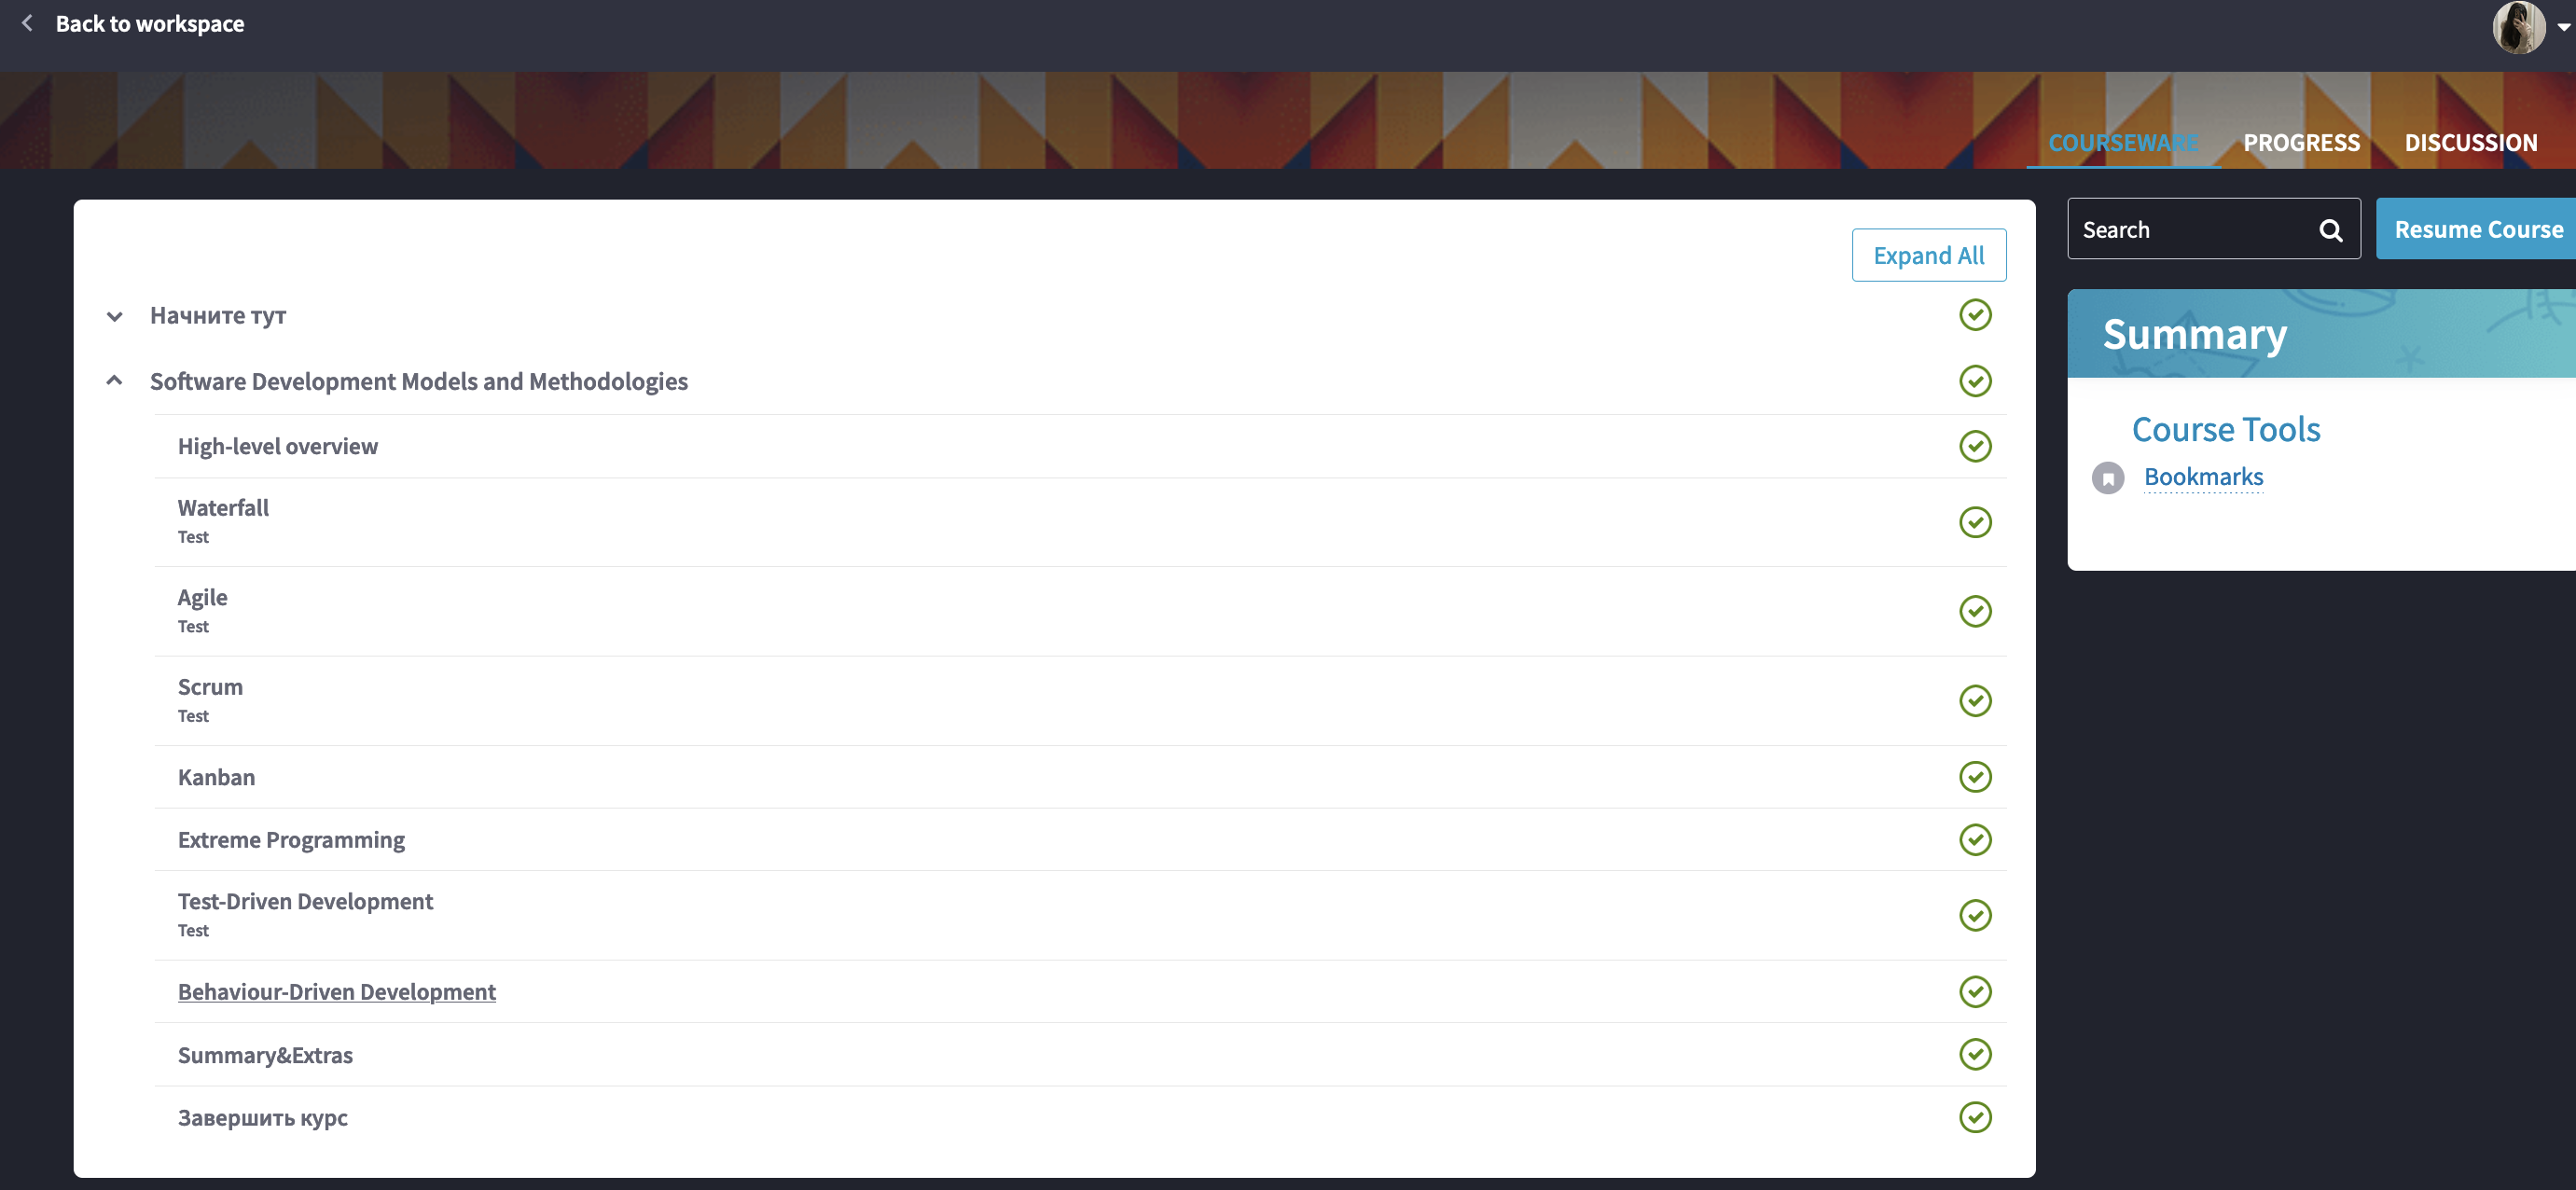 Back to workspace
COURSEWARE PROGRESS DISCUSSION
Expand All
Начните тут
Software Development Models and Methodologies
High-level overview
Waterfall
Test
Agile
Test
Scrum
Test
Kanban
Extreme Programming
Test-Driven Development
Test
Behaviour-Driven Development
Summary&Extras
Завершить курс
Search
Resume Course
Summary
Course Tools
Bookmarks